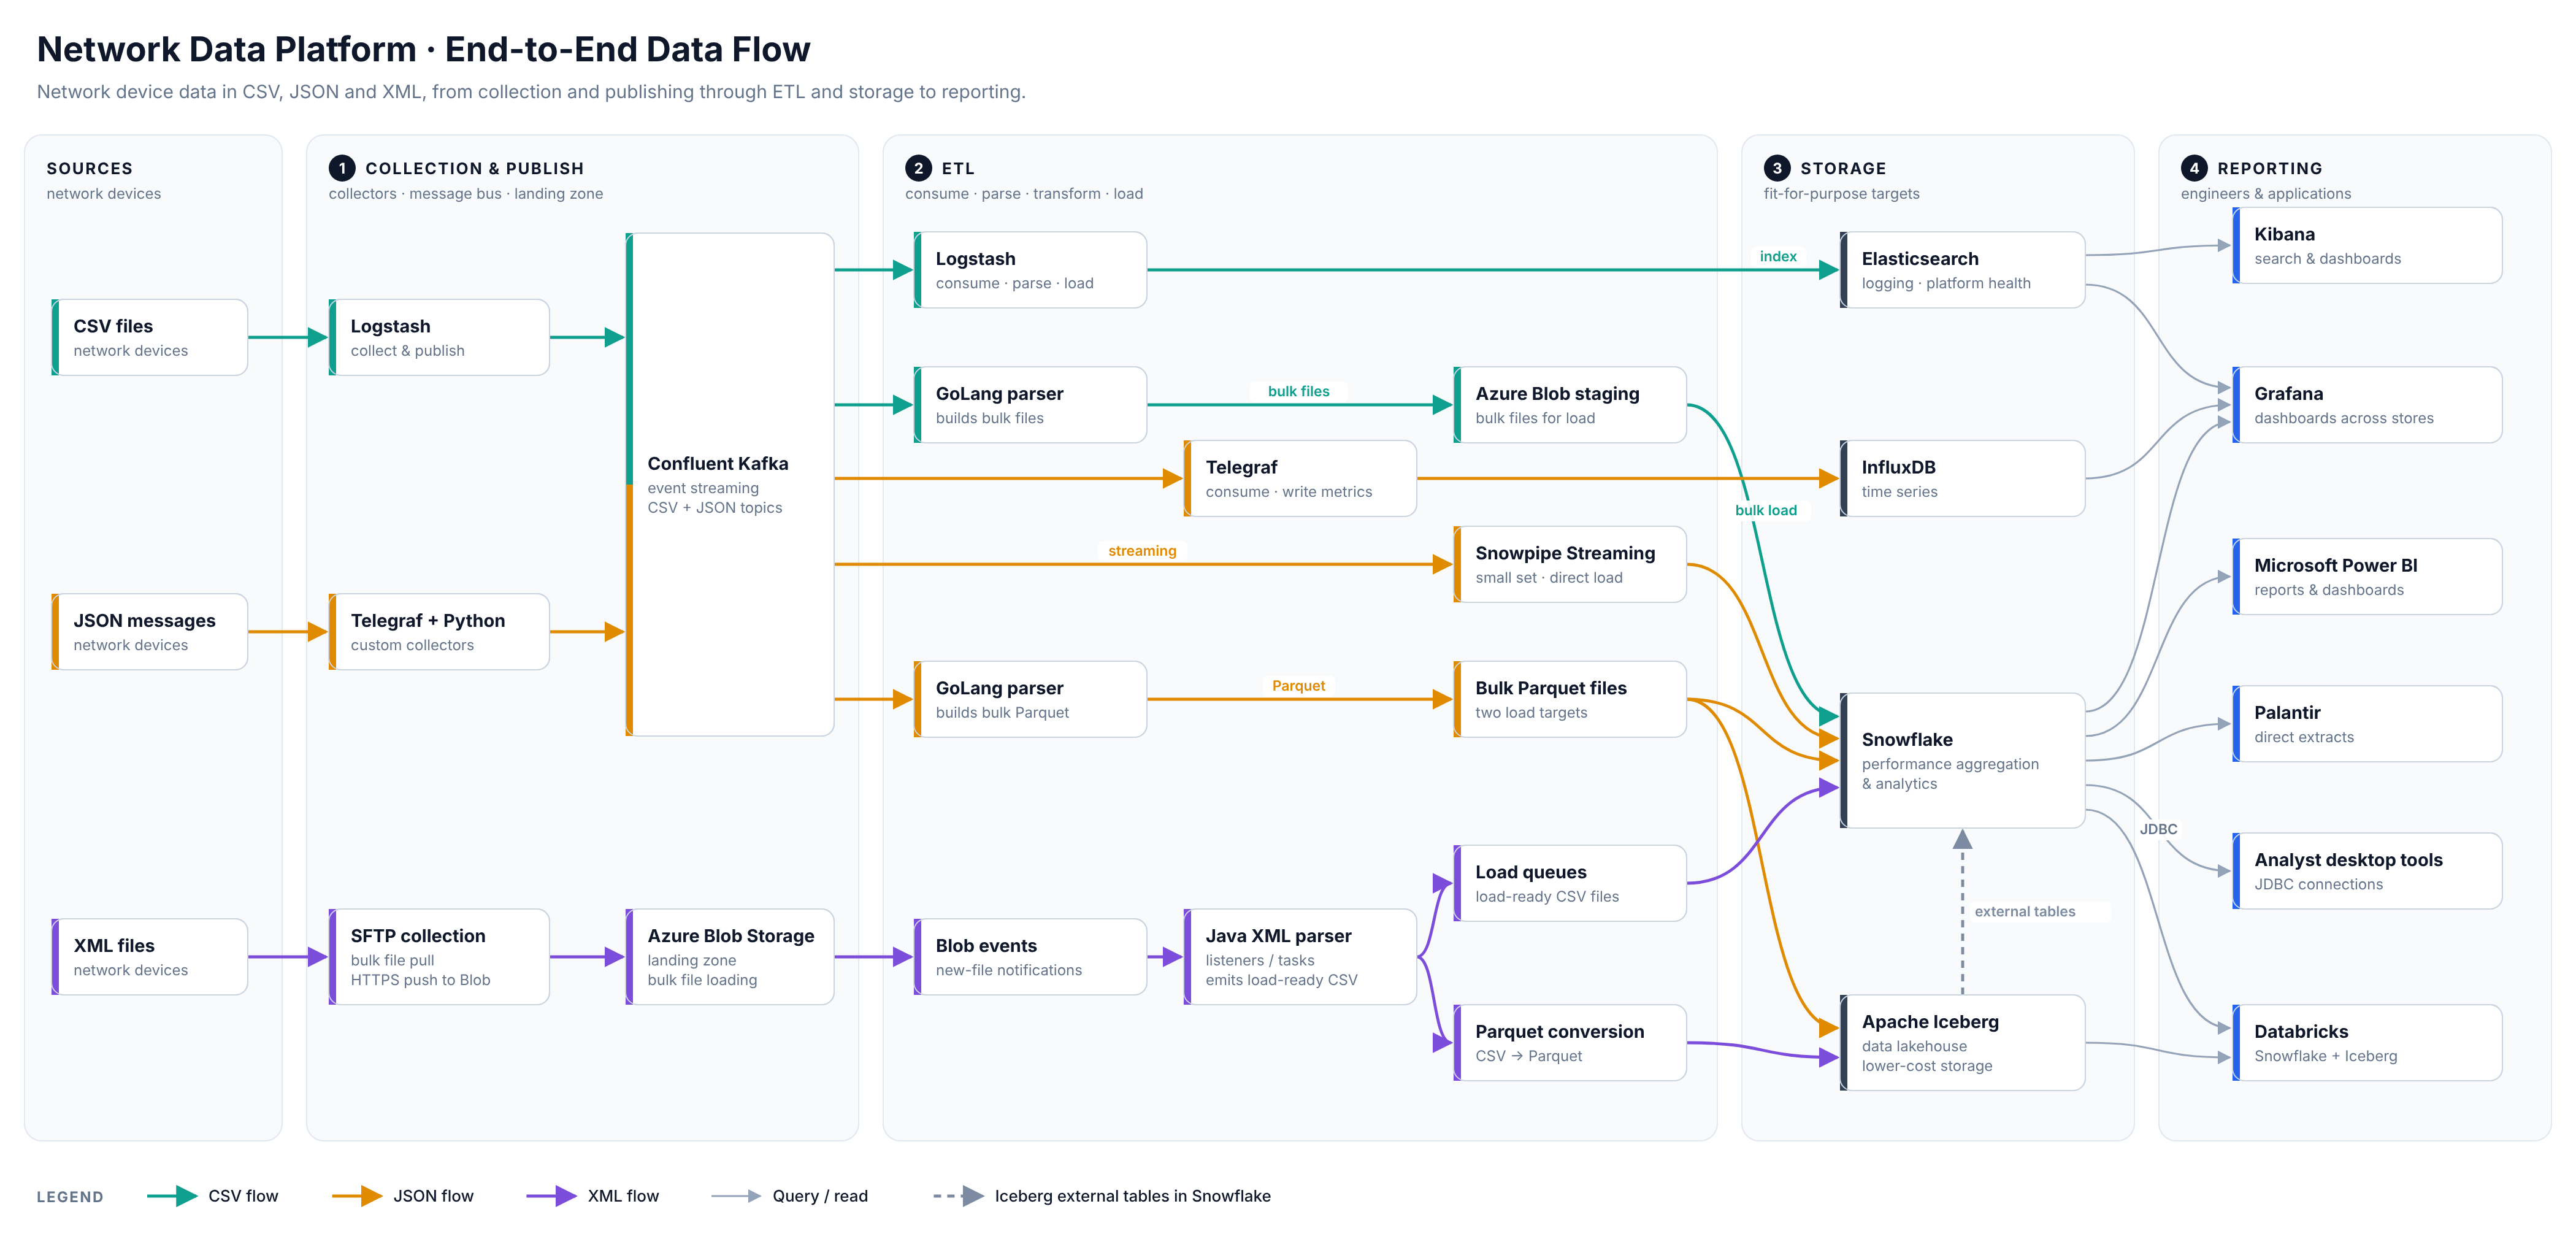 Network Data Platform · End-to-End Data Flow
Network device data in CSV, JSON and XML, from collection and publishing through ETL and storage to reporting.
SOURCES
network devices
CSV files
network devices
JSON messages
network devices
XML files
network devices
1 COLLECTION & PUBLISH
collectors · message bus · landing zone
Logstash
collect & publish
Telegraf + Python
custom collectors
SFTP collection
bulk file pull
HTTPS push to Blob
Confluent Kafka
event streaming
CSV + JSON topics
Azure Blob Storage
landing zone
bulk file loading
2 ETL
consume · parse · transform · load
Logstash
consume · parse · load
GoLang parser
builds bulk files
bulk files
Azure Blob staging
bulk files for load
Telegraf
consume · write metrics
streaming
Snowpipe Streaming
small set · direct load
GoLang parser
builds bulk Parquet
Parquet
Bulk Parquet files
two load targets
Blob events
new-file notifications
Java XML parser
listeners / tasks
emits load-ready CSV
Load queues
load-ready CSV files
Parquet conversion
CSV → Parquet
3 STORAGE
fit-for-purpose targets
index
Elasticsearch
logging · platform health
InfluxDB
time series
bulk load
Snowflake
performance aggregation
& analytics
external tables
Apache Iceberg
data lakehouse
lower-cost storage
4 REPORTING
engineers & applications
Kibana
search & dashboards
Grafana
dashboards across stores
Microsoft Power BI
reports & dashboards
Palantir
direct extracts
JDBC
Analyst desktop tools
JDBC connections
Databricks
Snowflake + Iceberg
LEGEND
CSV flow
JSON flow
XML flow
Query / read
Iceberg external tables in Snowflake